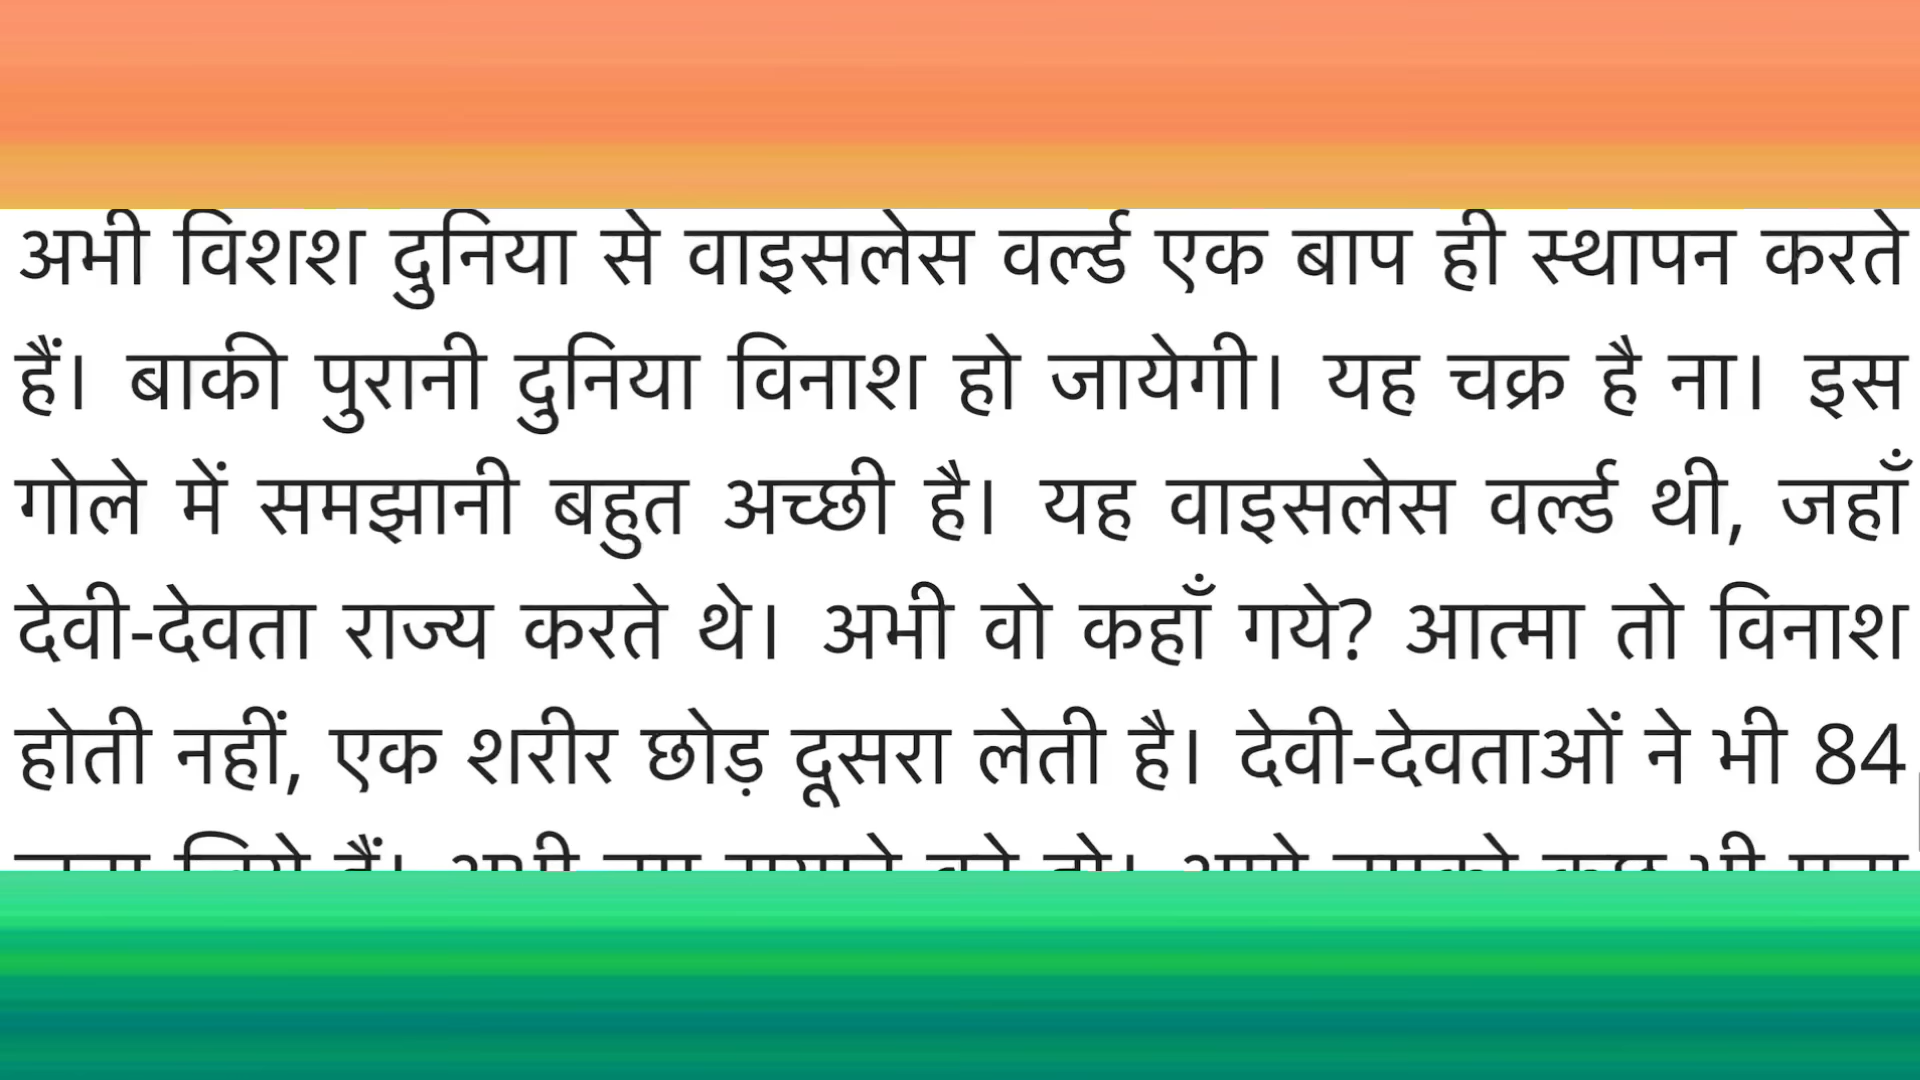 अभी विशश दुनिया से वाइसलेस वर्ल्ड एक बाप ही स्थापन करते
हैं। बाकी पुरानी दुनिया विनाश हो जायेगी। यह चक्र है ना। इस
गोले में समझानी बहुत अच्छी है। यह वाइसलेस वर्ल्ड थी, जहाँ
देवी-देवता राज्य करते थे। अभी वो कहाँ गये? आत्मा तो विनाश
होती नहीं, एक शरीर छोड़ दूसरा लेती है। देवी-देवताओं ने भी 84